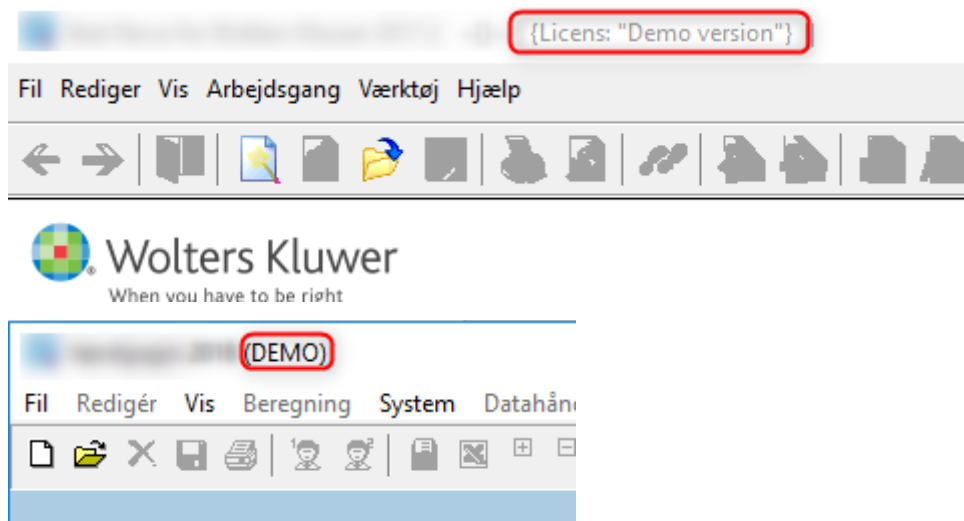 {Licens: "Demo version"}
Fil Rediger Vis Arbejdsgang Værktøj Hjælp
Wolters Kluwer
When you have to be right
(DEMO)
Fil Redigér Vis Beregning System Datahån